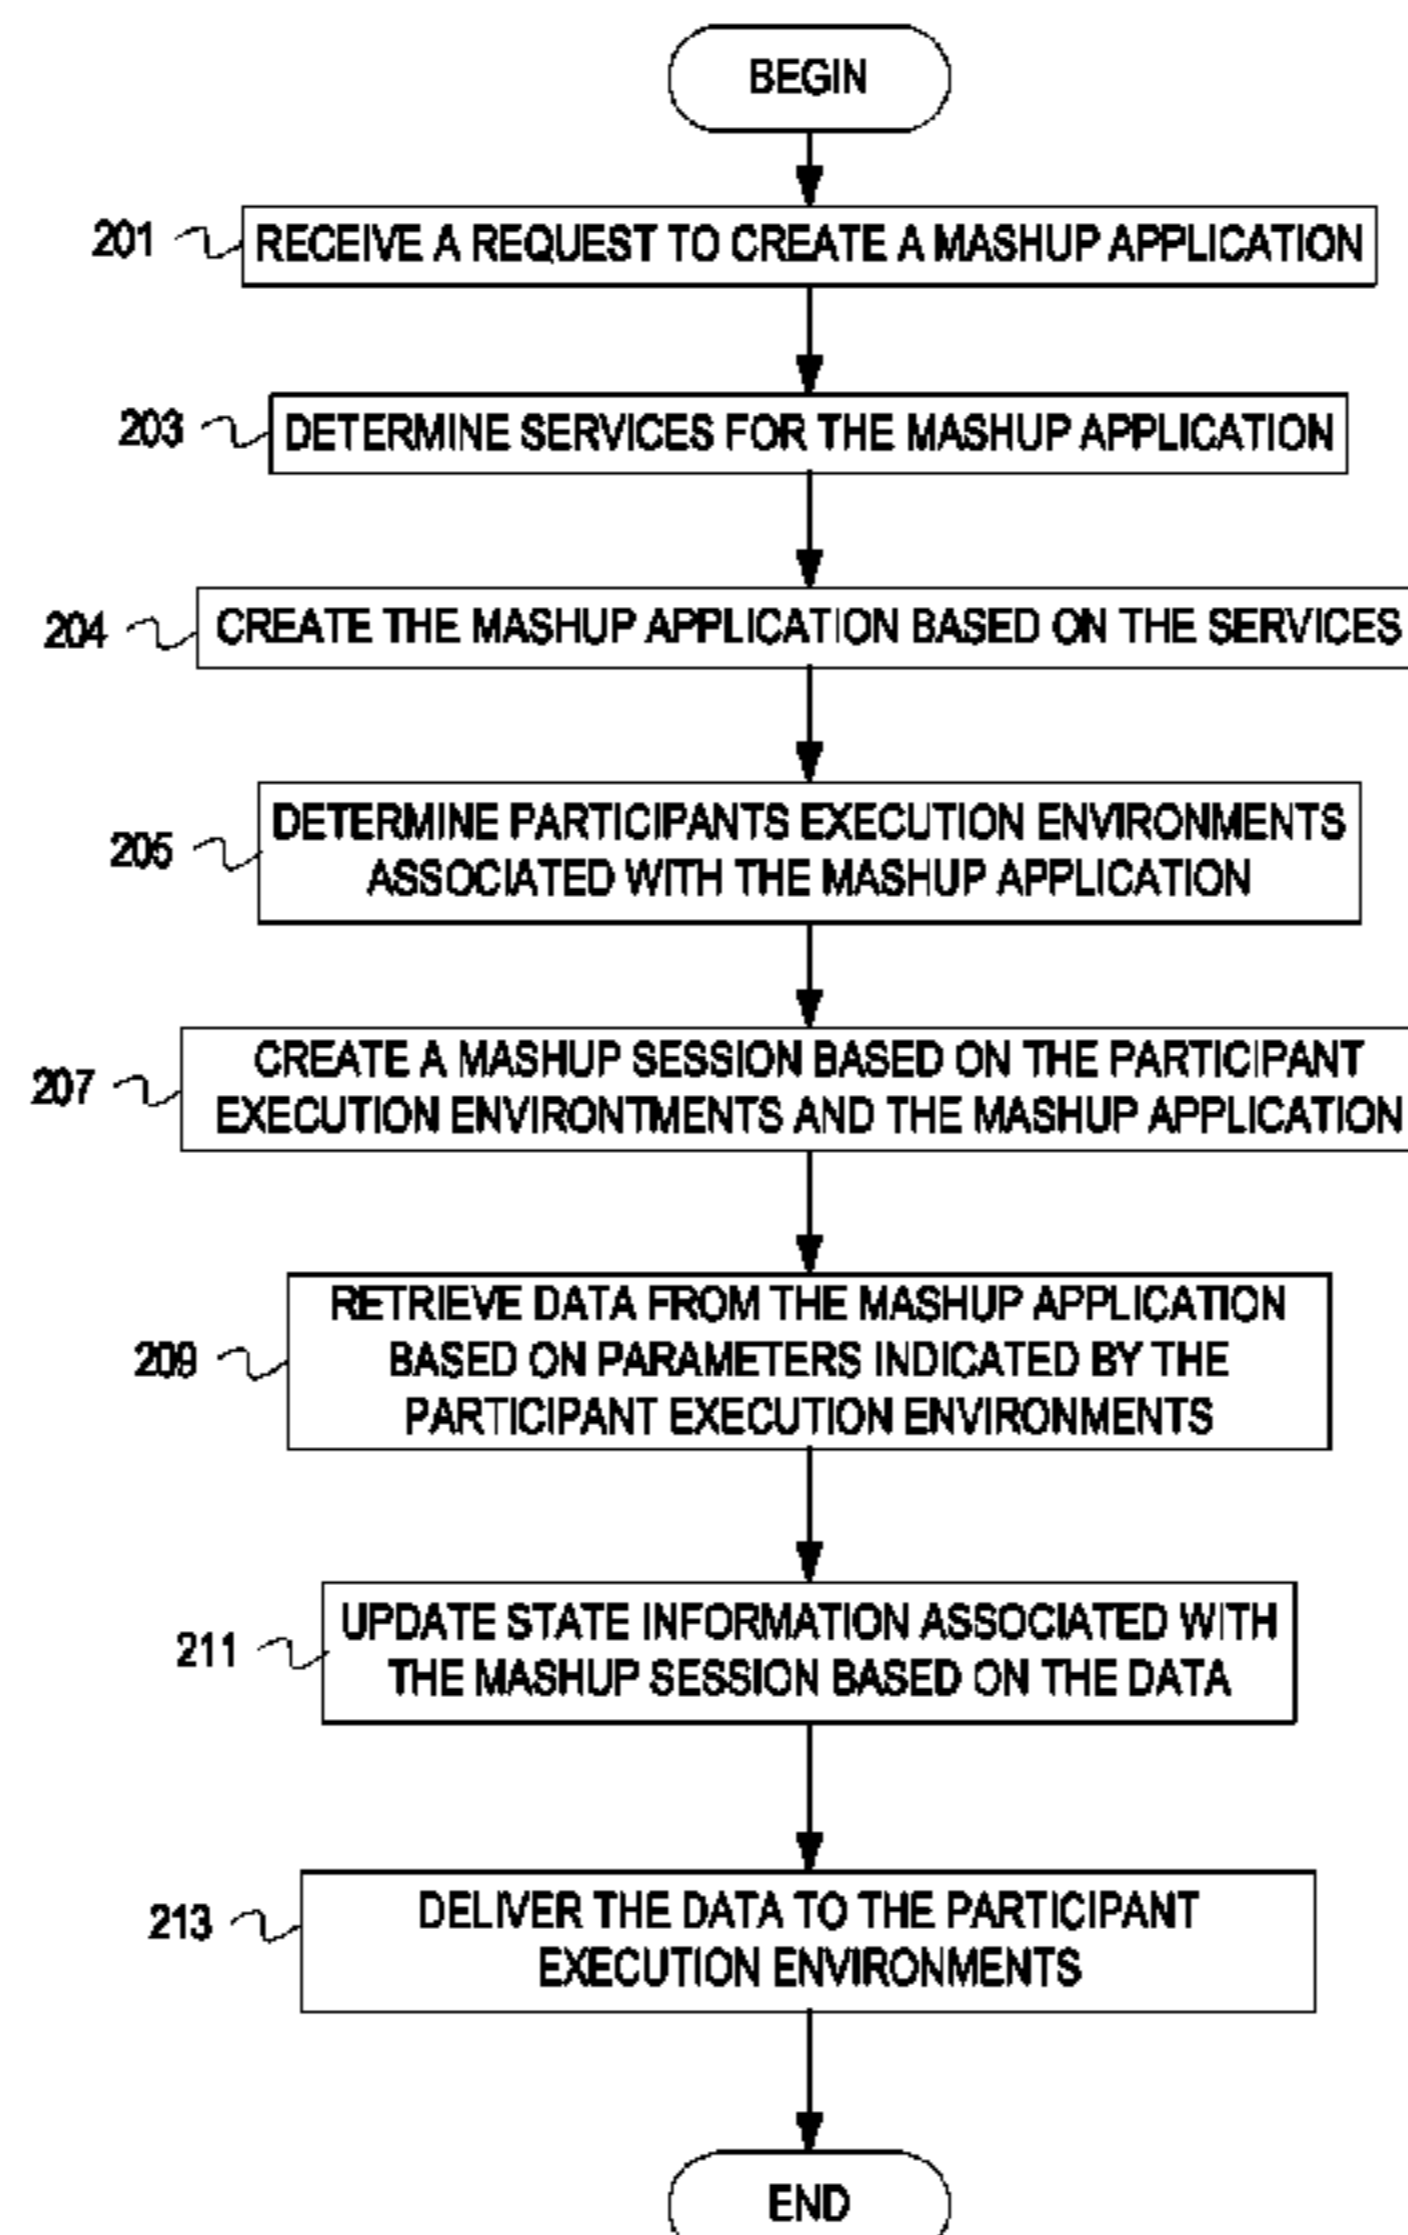 BEGIN
201
RECEIVE A REQUEST TO CREATE A MASHUP APPLICATION
203
DETERMINE SERVICES FOR THE MASHUP APPLICATION
204
CREATE THE MASHUP APPLICATION BASED ON THE SERVICES
205
DETERMINE PARTICIPANTS EXECUTION ENVIRONMENTS
ASSOCIATED WITH THE MASHUP APPLICATION
207
CREATE A MASHUP SESSION BASED ON THE PARTICIPANT
EXECUTION ENVIRONTMENTS AND THE MASHUP APPLICATION
209
RETRIEVE DATA FROM THE MASHUP APPLICATION
BASED ON PARAMETERS INDICATED BY THE
PARTICIPANT EXECUTION ENVIRONMENTS
211
UPDATE STATE INFORMATION ASSOCIATED WITH
THE MASHUP SESSION BASED ON THE DATA
213
DELIVER THE DATA TO THE PARTICIPANT
EXECUTION ENVIRONMENTS
END